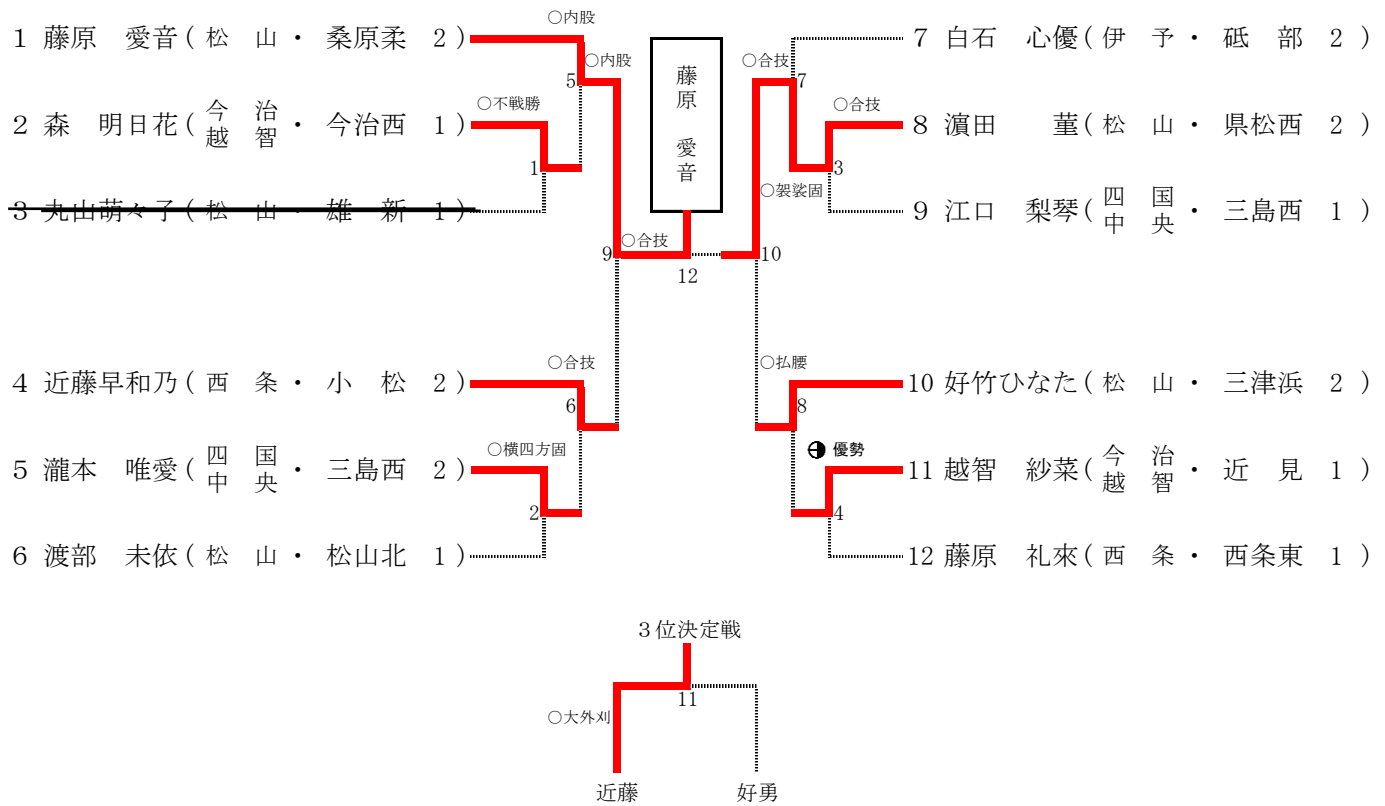 ○内股
1 藤原　愛音(松　山・桑原柔 2)
○内股
5
○不戦勝
2 森　明日花(今　治 越　智・今治西 1)
1
3 丸山萌々子(松　山・雄　新 1)
9
○合技
12
藤原　愛音
4 近藤早和乃(西　条・小　松 2)
○合技
6
○横四方固
5 瀧本　唯愛(四　国 中　央・三島西 2)
2
6 渡部　未依(松　山・松山北 1)
○合技
7 白石　心優(伊　予・砥　部 2)
7
○合技
8 濵田　　菫(松　山・県松西 2)
3
○袈裟固
9 江口　梨琴(四　国 中　央・三島西 1)
10
○払腰
10 好竹ひなた(松　山・三津浜 2)
8
優勢
11 越智　紗菜(今　治 越　智・近　見 1)
4
12 藤原　礼來(西　条・西条東 1)
３位決定戦
11
○大外刈
近藤
好勇